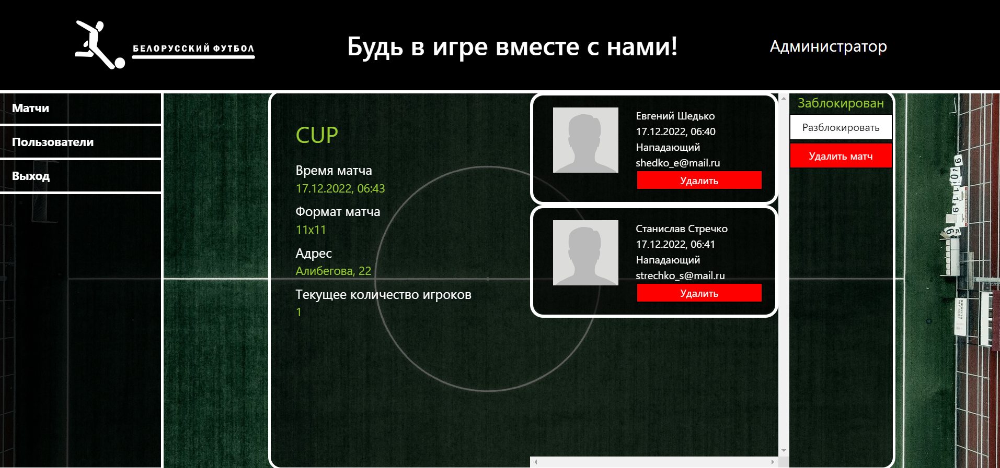 БЕЛОРУССКИЙ ФУТБОЛ
Будь в игре вместе с нами!
Администратор
Матчи
Пользователи
Выход
CUP
Время матча
17.12.2022, 06:43
Формат матча
11x11
Адрес
Алибегова, 22
Текущее количество игроков
1
Евгений Шедько
17.12.2022, 06:40
Нападающий
shedko_e@mail.ru
Удалить
Станислав Стречко
17.12.2022, 06:41
Нападающий
strechko_s@mail.ru
Удалить
Заблокирован
Разблокировать
Удалить матч